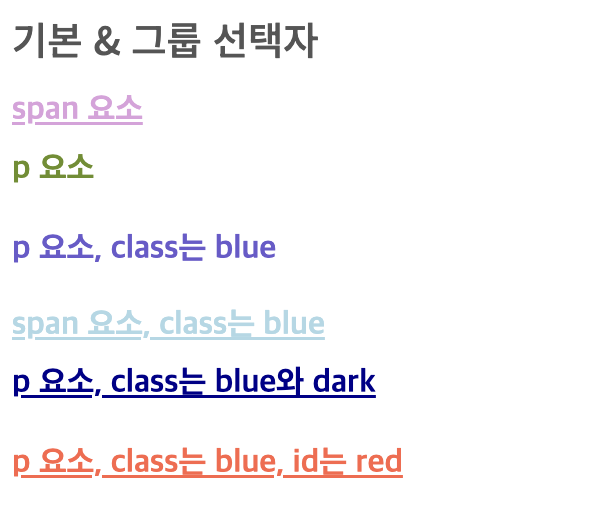 기본 & 그룹 선택자
span 요소
p 요소
p 요소, class는 blue
span 요소, class는 blue
p 요소, class는 blue와 dark
p 요소, class는 blue, id는 red